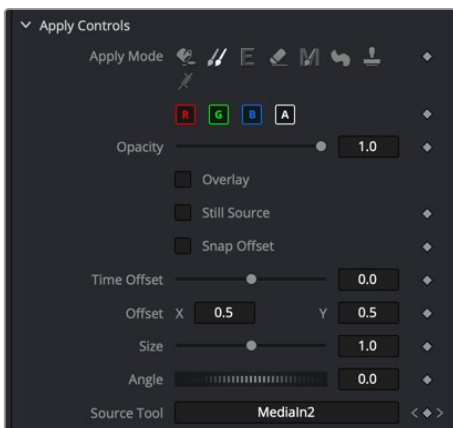 Apply Controls
Apply Mode
R G B A
Opacity 1.0
Overlay
Still Source
Snap Offset
Time Offset 0.0
Offset X 0.5 Y 0.5
Size 1.0
Angle 0.0
Source Tool MediaIn2